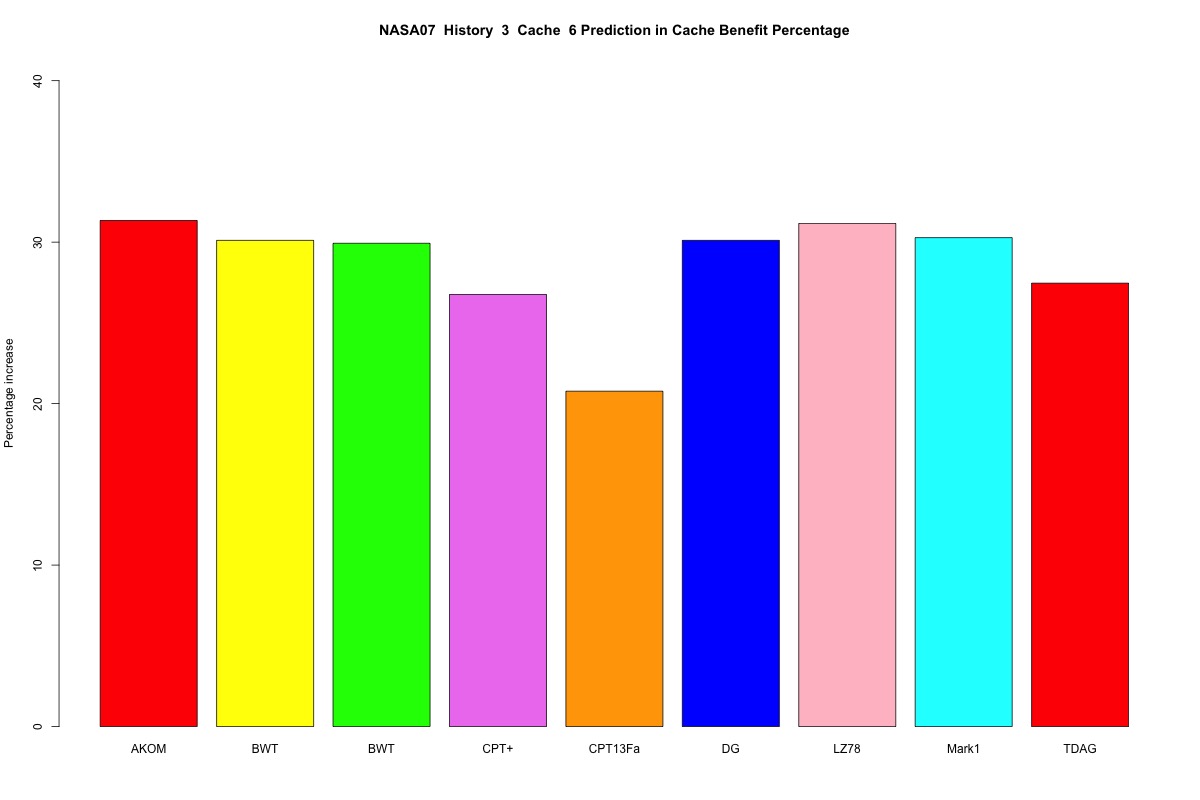 NASA07  History  3  Cache  6 Prediction in Cache Benefit Percentage
Percentage increase
40
30
20
10
0
AKOM BWT BWT CPT+ CPT13Fa DG LZ78 Mark1 TDAG